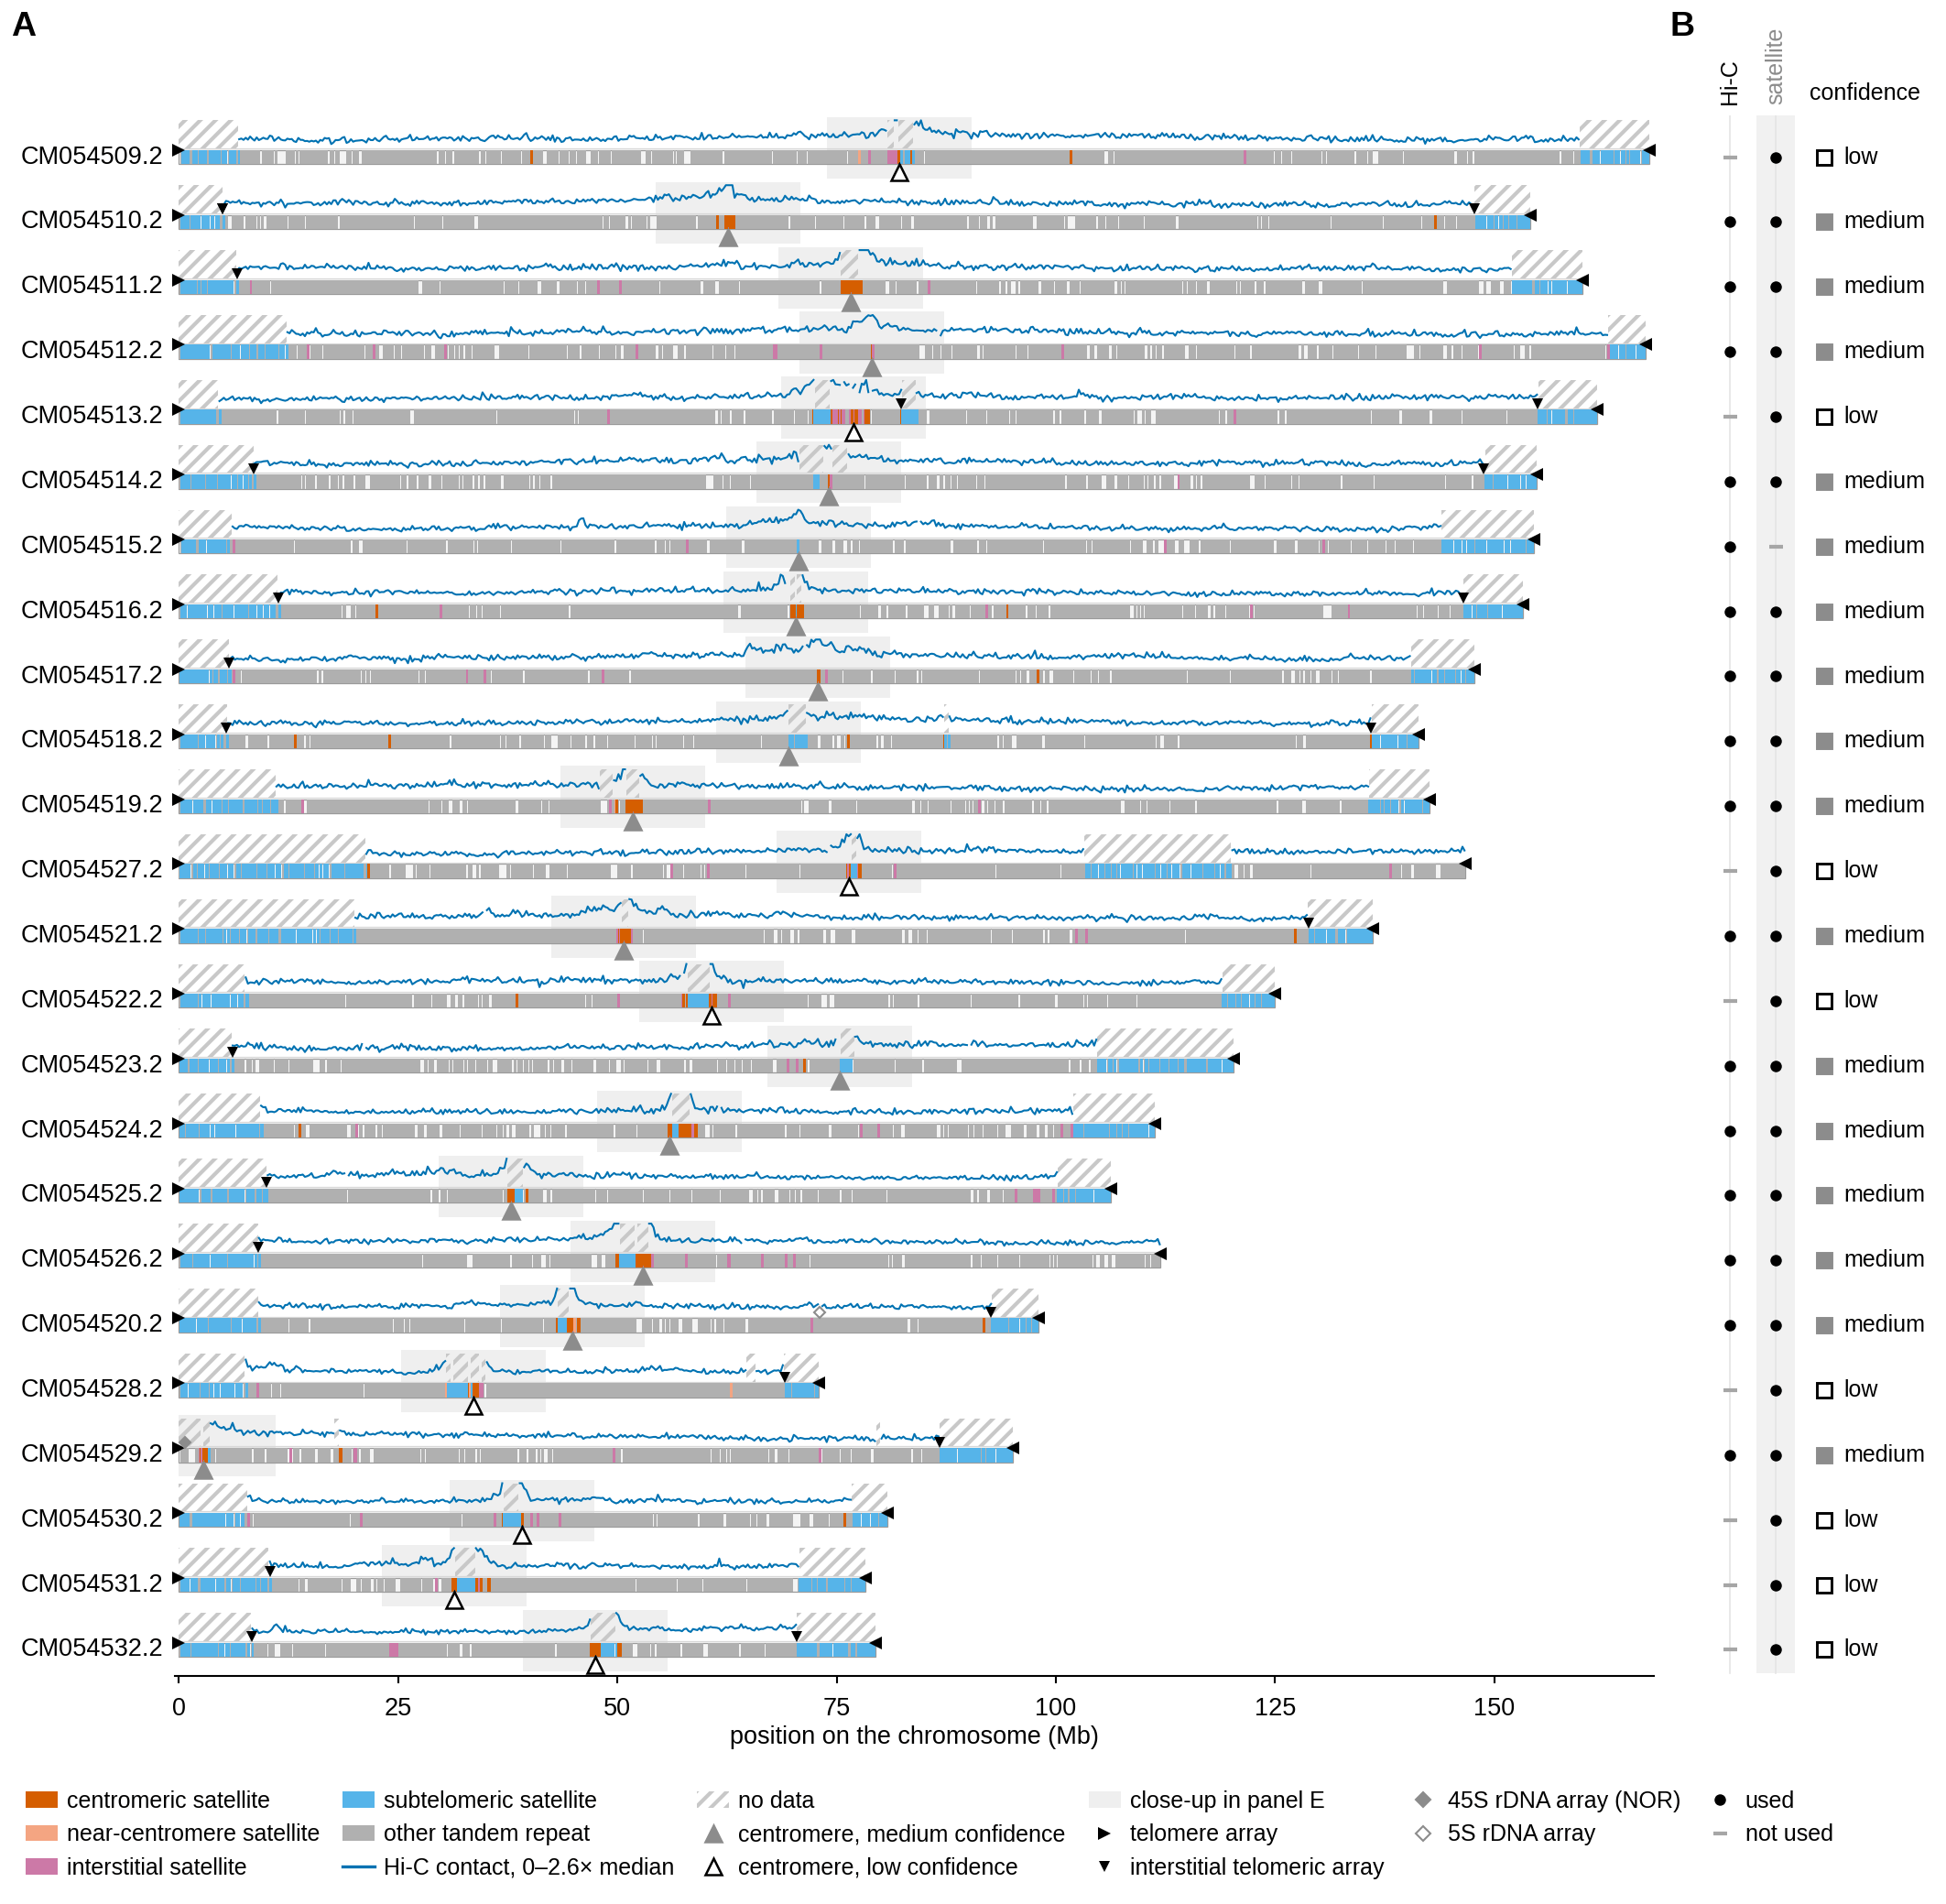 A
B
Hi-C
satellite
confidence
CM054509.2 low
CM054510.2 medium
CM054511.2 medium
CM054512.2 medium
CM054513.2 low
CM054514.2 medium
CM054515.2 medium
CM054516.2 medium
CM054517.2 medium
CM054518.2 medium
CM054519.2 medium
CM054527.2 low
CM054521.2 medium
CM054522.2 low
CM054523.2 medium
CM054524.2 medium
CM054525.2 medium
CM054526.2 medium
CM054520.2 medium
CM054528.2 low
CM054529.2 medium
CM054530.2 low
CM054531.2 low
CM054532.2 low
0 25 50 75 100 125 150
position on the chromosome (Mb)
centromeric satellite subtelomeric satellite no data close-up in panel E 45S rDNA array (NOR) used
near-centromere satellite other tandem repeat centromere, medium confidence telomere array 5S rDNA array not used
interstitial satellite Hi-C contact, 0–2.6× median centromere, low confidence interstitial telomeric array